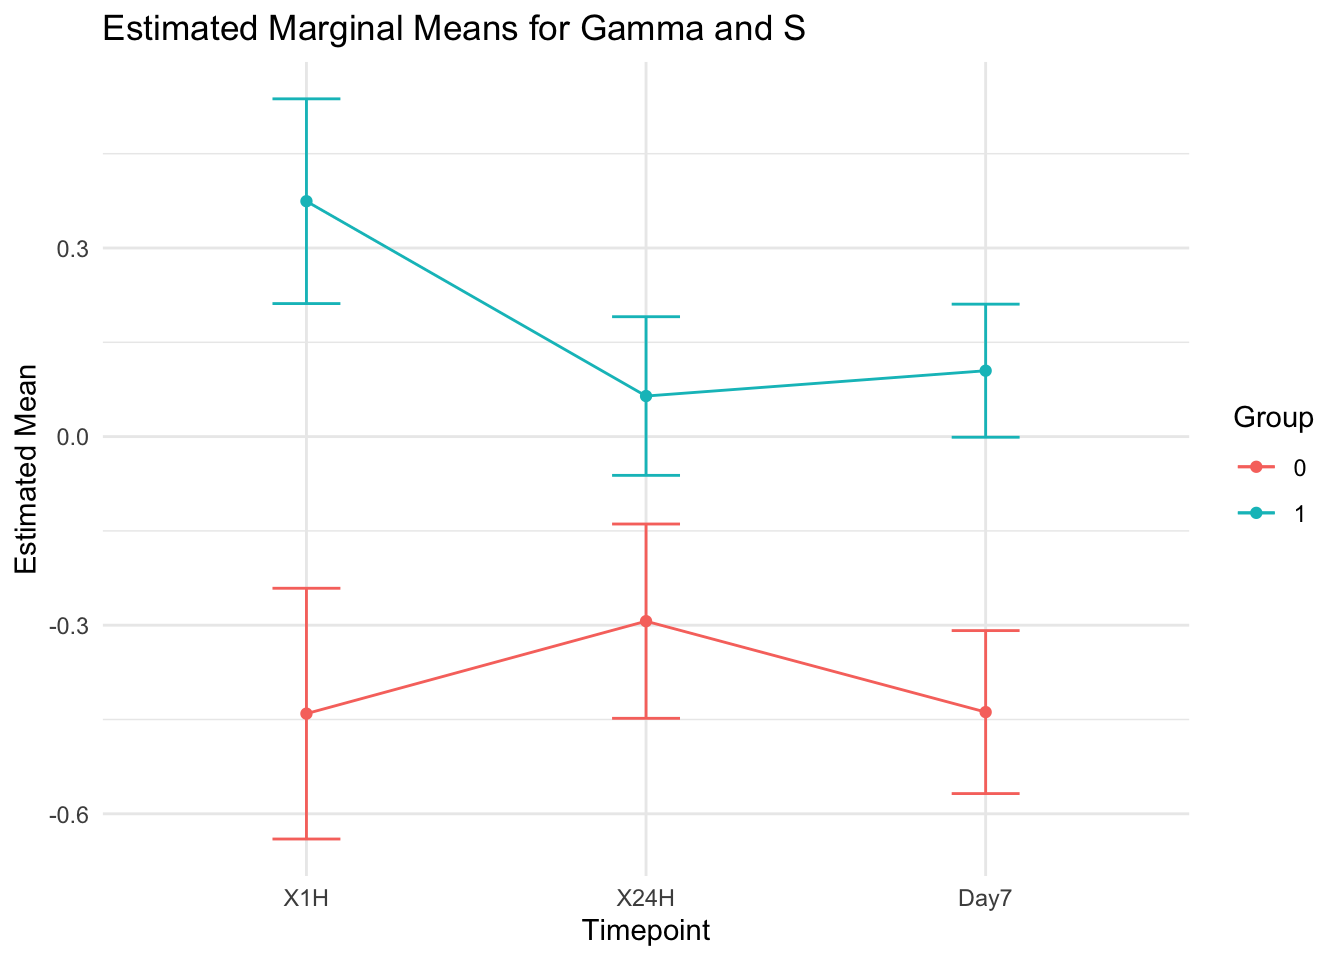 Estimated Marginal Means for Gamma and S
Estimated Mean
0.3
0.0
-0.3
-0.6
X1H
X24H
Day7
Timepoint
Group
0
1